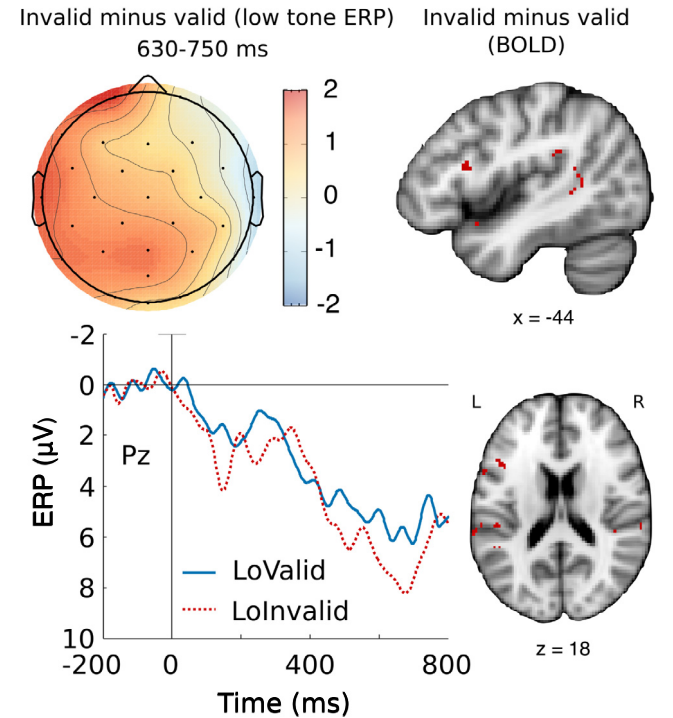 Invalid minus valid (low tone ERP)
630-750 ms
Invalid minus valid
(BOLD)
2
1
0
-1
-2
x = -44
-2
0
2
4
6
8
10
ERP (µV)
Pz
LoValid
LoInvalid
-200
0
400
800
Time (ms)
L
R
z = 18